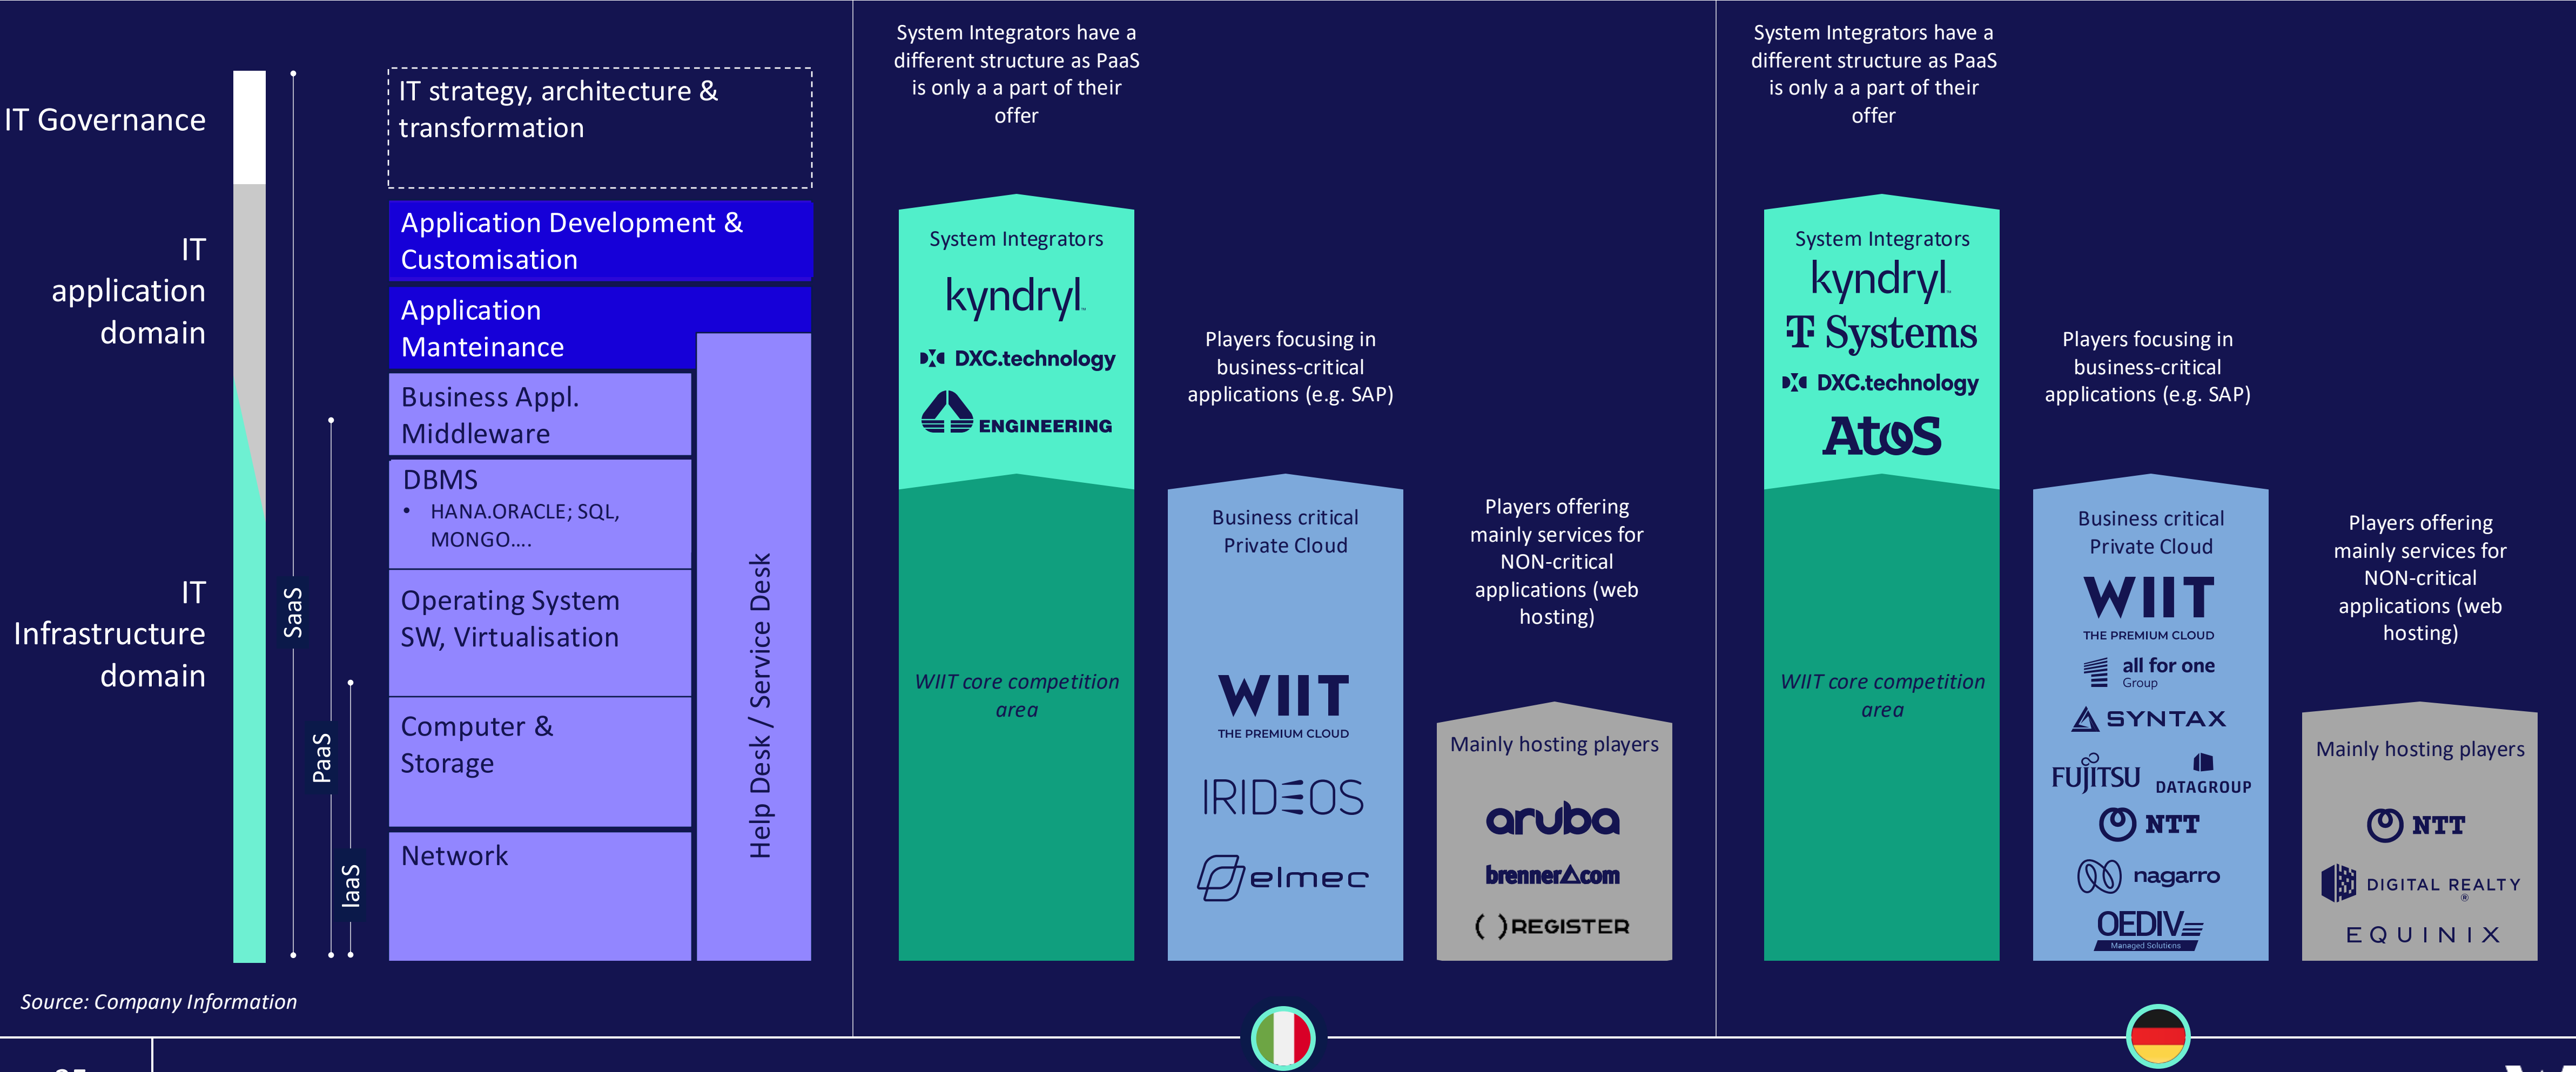 IT Governance
IT
application
domain
IT
Infrastructure
domain
SaaS
PaaS
IaaS
IT strategy, architecture &
transformation
Application Development &
Customisation
Application
Manteinance
Business Appl.
Middleware
DBMS
• HANA.ORACLE; SQL,
MONGO....
Operating System
SW, Virtualisation
Computer &
Storage
Network
Help Desk / Service Desk
Source: Company Information
System Integrators have a
different structure as PaaS
is only a a part of their
offer
System Integrators
kyndryl™
DXC.technology
ENGINEERING
WIIT core competition
area
Players focusing in
business-critical
applications (e.g. SAP)
Business critical
Private Cloud
WIIT
THE PREMIUM CLOUD
IRIDEOS
elmec
Players offering
mainly services for
NON-critical
applications (web
hosting)
Mainly hosting players
aruba
brennercom
REGISTER
System Integrators have a
different structure as PaaS
is only a a part of their
offer
System Integrators
kyndryl™
T Systems
DXC.technology
Atos
WIIT core competition
area
Players focusing in
business-critical
applications (e.g. SAP)
Business critical
Private Cloud
WIIT
THE PREMIUM CLOUD
all for one
Group
SYNTAX
FUJITSU
DATAGROUP
NTT
nagarro
OEDIV
Managed Solutions
Players offering
mainly services for
NON-critical
applications (web
hosting)
Mainly hosting players
NTT
DIGITAL REALTY
®
EQUINIX